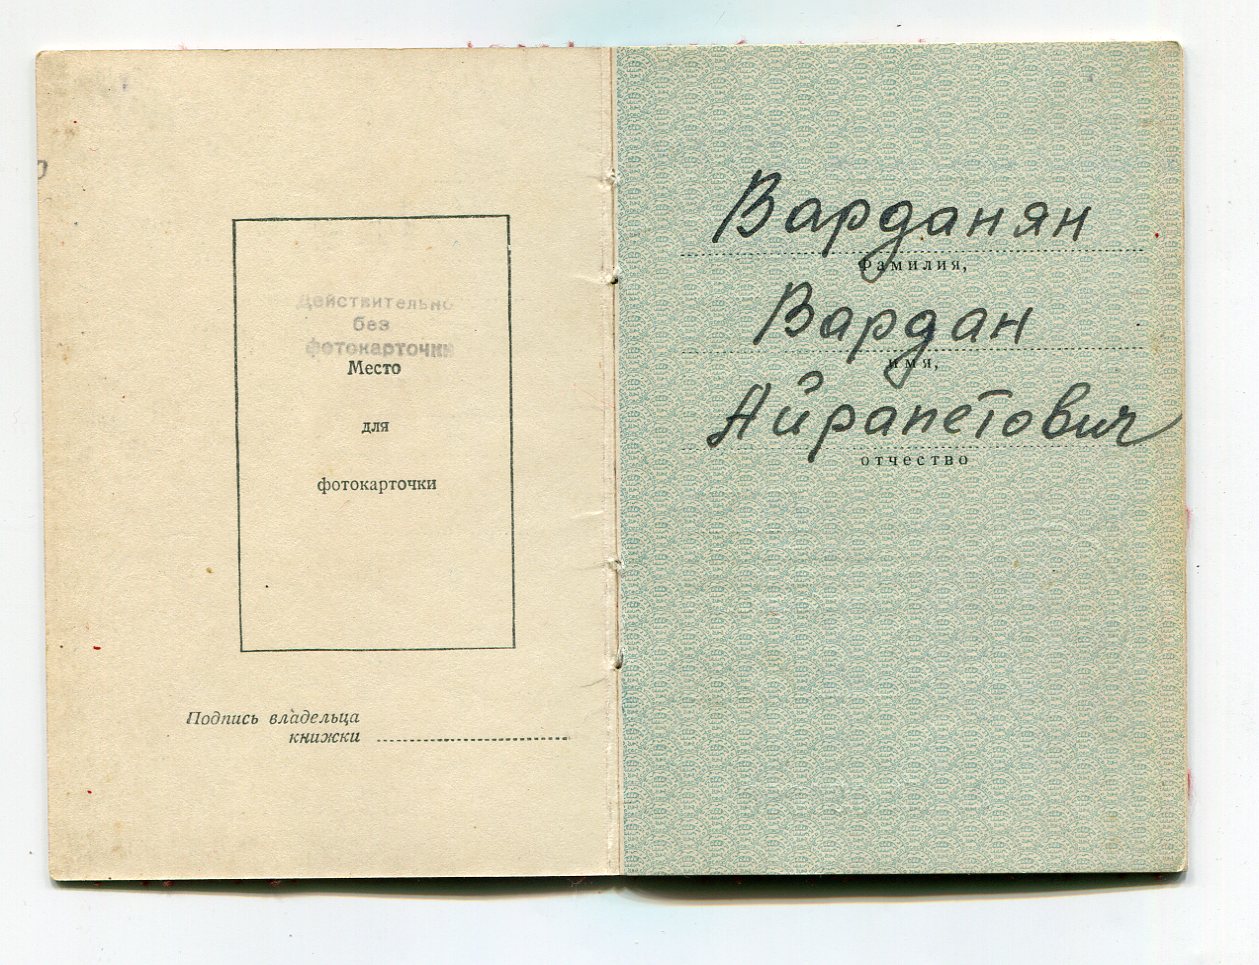 Действительно
без
фотокарточки
Место
для
фотокарточки
Подпись владельца
книжки
Варданян
Фамилия,
Вардан
имя,
Айрапетович
отчество